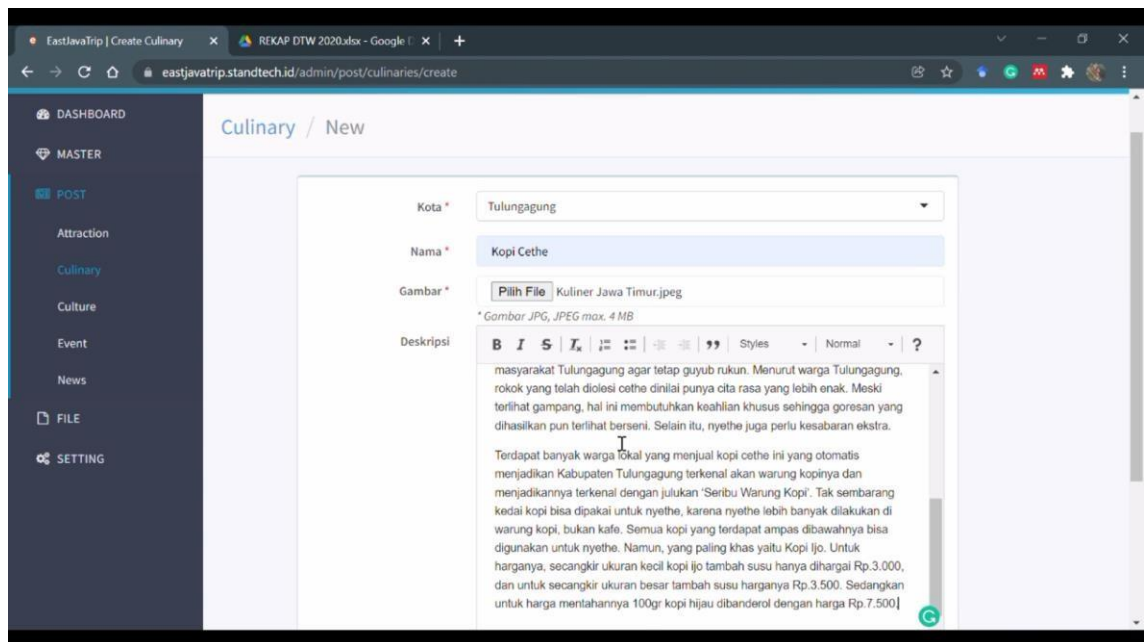 EastJavaTrip | Create Culinary
REKAP DTW 2020.xlsx - Google D
eastjavatrip.standtech.id/admin/post/culinaries/create
DASHBOARD
MASTER
POST
Attraction
Culinary
Culture
Event
News
FILE
SETTING
Culinary / New
Kota *
Tulungagung
Nama *
Kopi Cethe
Gambar *
Pilih File Kuliner Jawa Timur.jpeg
* Gambar JPG, JPEG max. 4 MB
Deskripsi
B I S Tx Styles Normal ?
masyarakat Tulungagung agar tetap guyub rukun. Menurut warga Tulungagung,
rokok yang telah diolesi cethe dinilai punya cita rasa yang lebih enak. Meski
terlihat gampang, hal ini membutuhkan keahlian khusus sehingga goresan yang
dihasilkan pun terlihat berseni. Selain itu, nyethe juga perlu kesabaran ekstra.
Terdapat banyak warga lokal yang menjual kopi cethe ini yang otomatis
menjadikan Kabupaten Tulungagung terkenal akan warung kopinya dan
menjadikannya terkenal dengan julukan ‘Seribu Warung Kopi’. Tak sembarang
kedai kopi bisa dipakai untuk nyethe, karena nyethe lebih banyak dilakukan di
warung kopi, bukan kafe. Semua kopi yang terdapat ampas dibawahnya bisa
digunakan untuk nyethe. Namun, yang paling khas yaitu Kopi Ijo. Untuk
harganya, secangkir ukuran kecil kopi ijo tambah susu hanya dihargai Rp.3.000,
dan untuk secangkir ukuran besar tambah susu harganya Rp.3.500. Sedangkan
untuk harga mentahannya 100gr kopi hijau dibanderol dengan harga Rp.7.500